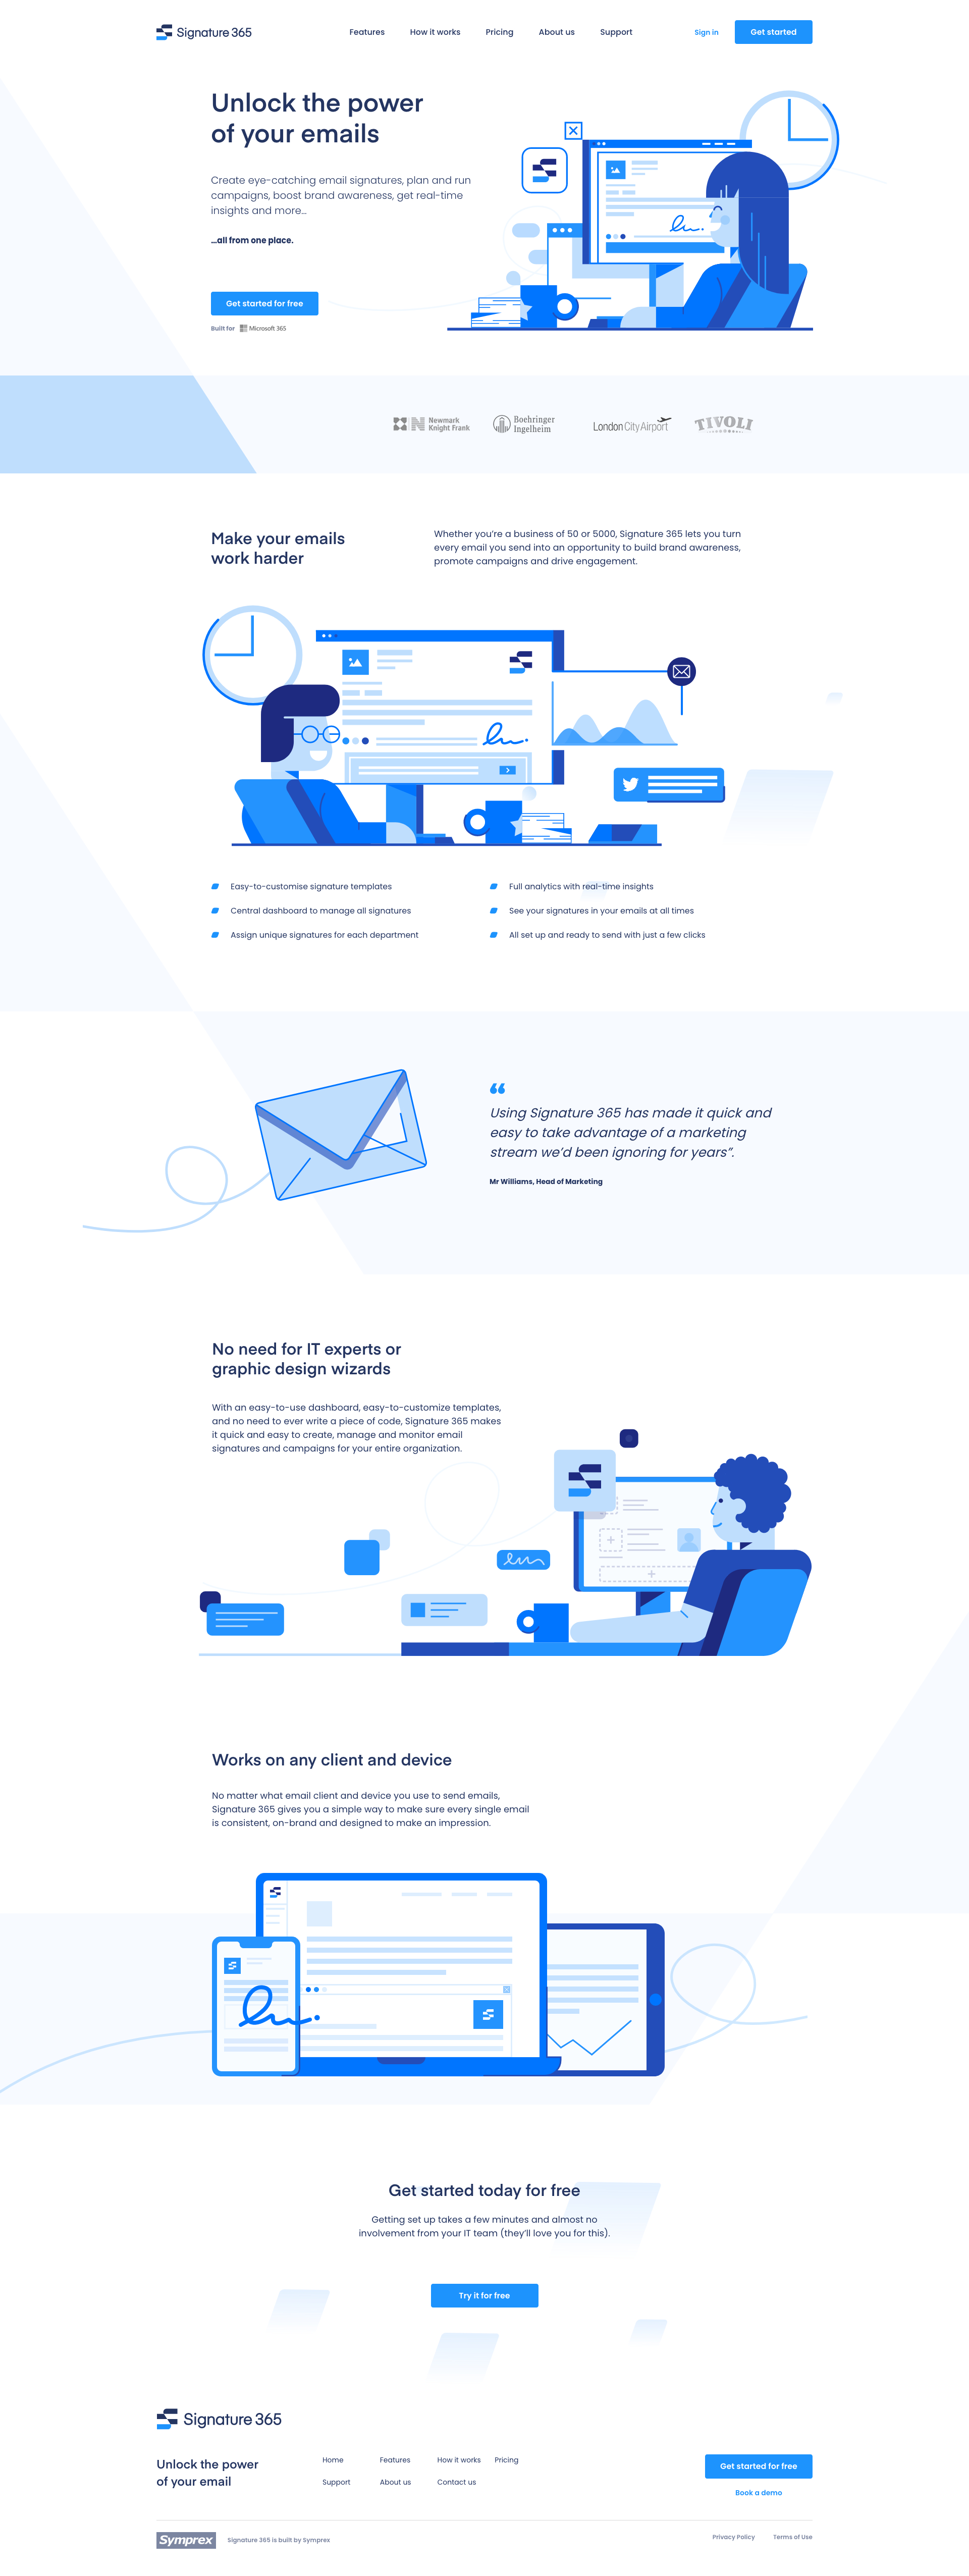 Signature 365
Features How it works Pricing About us Support
Sign in Get started
Unlock the power
of your emails
Create eye-catching email signatures, plan and run
campaigns, boost brand awareness, get real-time
insights and more...
...all from one place.
Get started for free
Built for Microsoft 365
Newmark
Knight Frank
Boehringer
Ingelheim
London City Airport
TIVOLI
Make your emails
work harder
Whether you're a business of 50 or 5000, Signature 365 lets you turn
every email you send into an opportunity to build brand awareness,
promote campaigns and drive engagement.
Easy-to-customise signature templates
Central dashboard to manage all signatures
Assign unique signatures for each department
Full analytics with real-time insights
See your signatures in your emails at all times
All set up and ready to send with just a few clicks
“
Using Signature 365 has made it quick and
easy to take advantage of a marketing
stream we'd been ignoring for years”.
Mr Williams, Head of Marketing
No need for IT experts or
graphic design wizards
With an easy-to-use dashboard, easy-to-customize templates,
and no need to ever write a piece of code, Signature 365 makes
it quick and easy to create, manage and monitor email
signatures and campaigns for your entire organization.
Works on any client and device
No matter what email client and device you use to send emails,
Signature 365 gives you a simple way to make sure every single email
is consistent, on-brand and designed to make an impression.
Get started today for free
Getting set up takes a few minutes and almost no
involvement from your IT team (they'll love you for this).
Try it for free
Signature 365
Unlock the power
of your email
Home Features How it works Pricing
Support About us Contact us
Get started for free
Book a demo
Symprex
Signature 365 is built by Symprex
Privacy Policy Terms of Use